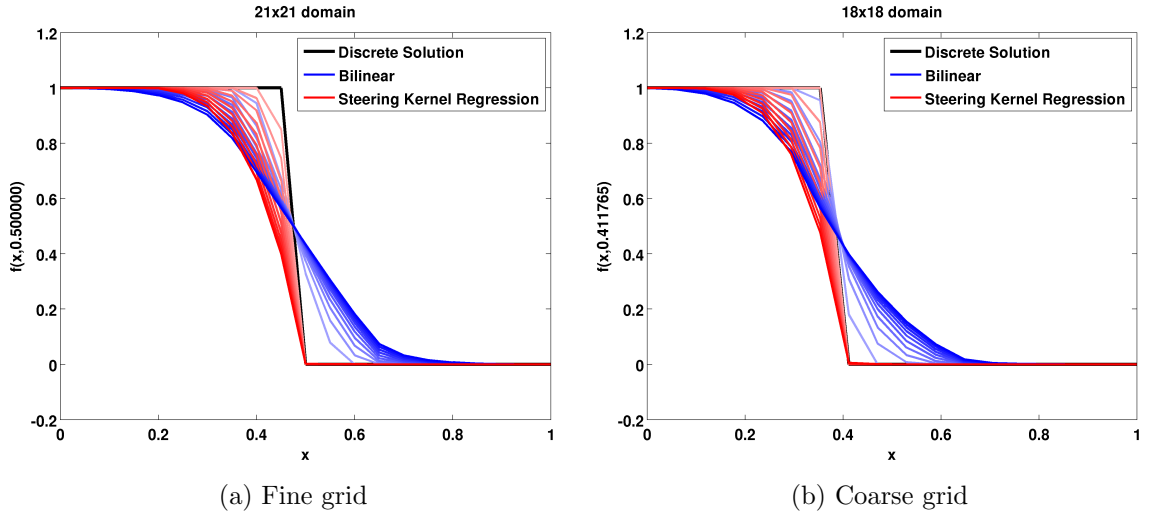 21x21 domain
1.2
1
0.8
0.6
0.4
0.2
0
-0.2
f(x,0.500000)
Discrete Solution
Bilinear
Steering Kernel Regression
0 0.2 0.4 0.6 0.8 1
x
(a) Fine grid
18x18 domain
1.2
1
0.8
0.6
0.4
0.2
0
-0.2
f(x,0.411765)
Discrete Solution
Bilinear
Steering Kernel Regression
0 0.2 0.4 0.6 0.8 1
x
(b) Coarse grid